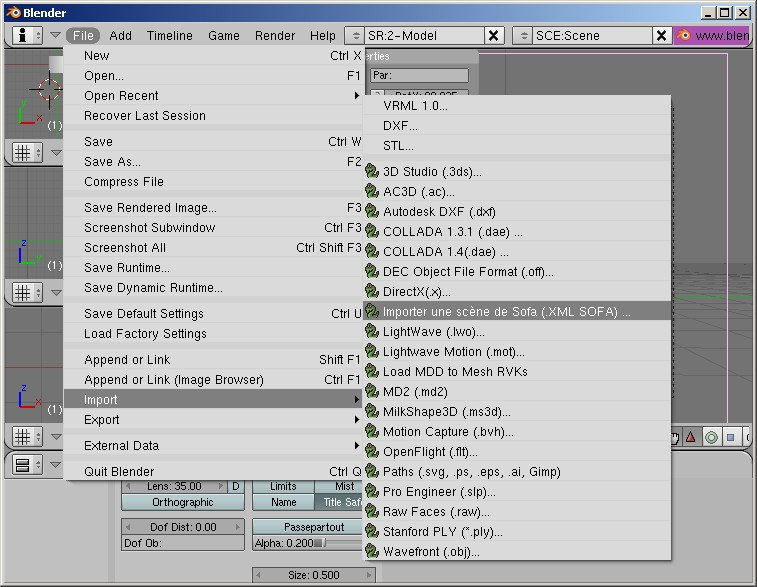 Blender
File Add Timeline Game Render Help SR:2-Model SCE:Scene www.blen
New Ctrl X
Open... F1
Open Recent
Recover Last Session
Save Ctrl W
Save As... F2
Compress File
Save Rendered Image... F3
Screenshot Subwindow Ctrl F3
Screenshot All Ctrl Shift F3
Save Runtime...
Save Dynamic Runtime...
Save Default Settings Ctrl U
Load Factory Settings
Append or Link Shift F1
Append or Link (Image Browser) Ctrl F1
Import
Export
External Data
Quit Blender Ctrl Q
erties
Par:
VRML 1.0...
DXF...
STL...
3D Studio (.3ds)...
AC3D (.ac)...
Autodesk DXF (.dxf)
COLLADA 1.3.1 (.dae) ...
COLLADA 1.4(.dae) ...
DEC Object File Format (.off)...
DirectX(.x)...
Importer une scène de Sofa (.XML SOFA) ...
LightWave (.lwo)...
Lightwave Motion (.mot)...
Load MDD to Mesh RVKs
MD2 (.md2)
MilkShape3D (.ms3d)...
Motion Capture (.bvh)...
OpenFlight (.flt)...
Paths (.svg, .ps, .eps, .ai, Gimp)
Pro Engineer (.slp)...
Raw Faces (.raw)...
Stanford PLY (*.ply)...
Wavefront (.obj)...
x
(1)
z
(1)
z
x
(1)
Lens: 35.00 D
Orthographic
Dof Dist: 0.00
Dof Ob:
Limits Mist
Name Title Safe
Passepartout
Alpha: 0.200
Size: 0.500